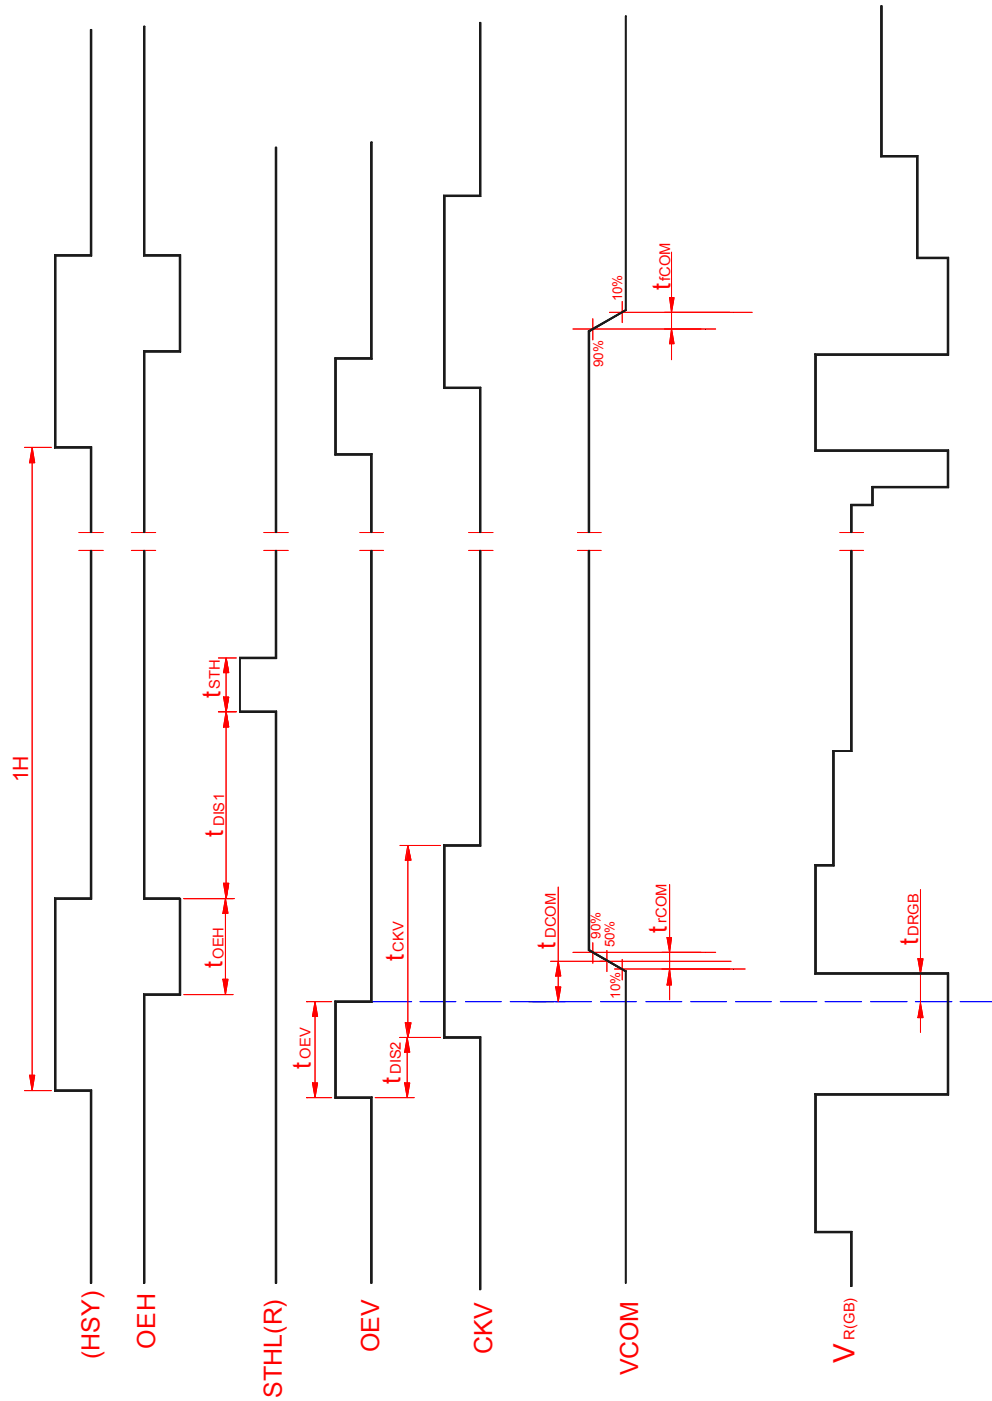 (HSY)
1H
OEH
tOEH
tDIS1
tSTH
STHL(R)
OEV
tOEV
CKV
tDIS2
tCKV
VCOM
tDCOM
10%
50%
90%
trCOM
90%
10%
tfCOM
VR(GB)
tDRGB